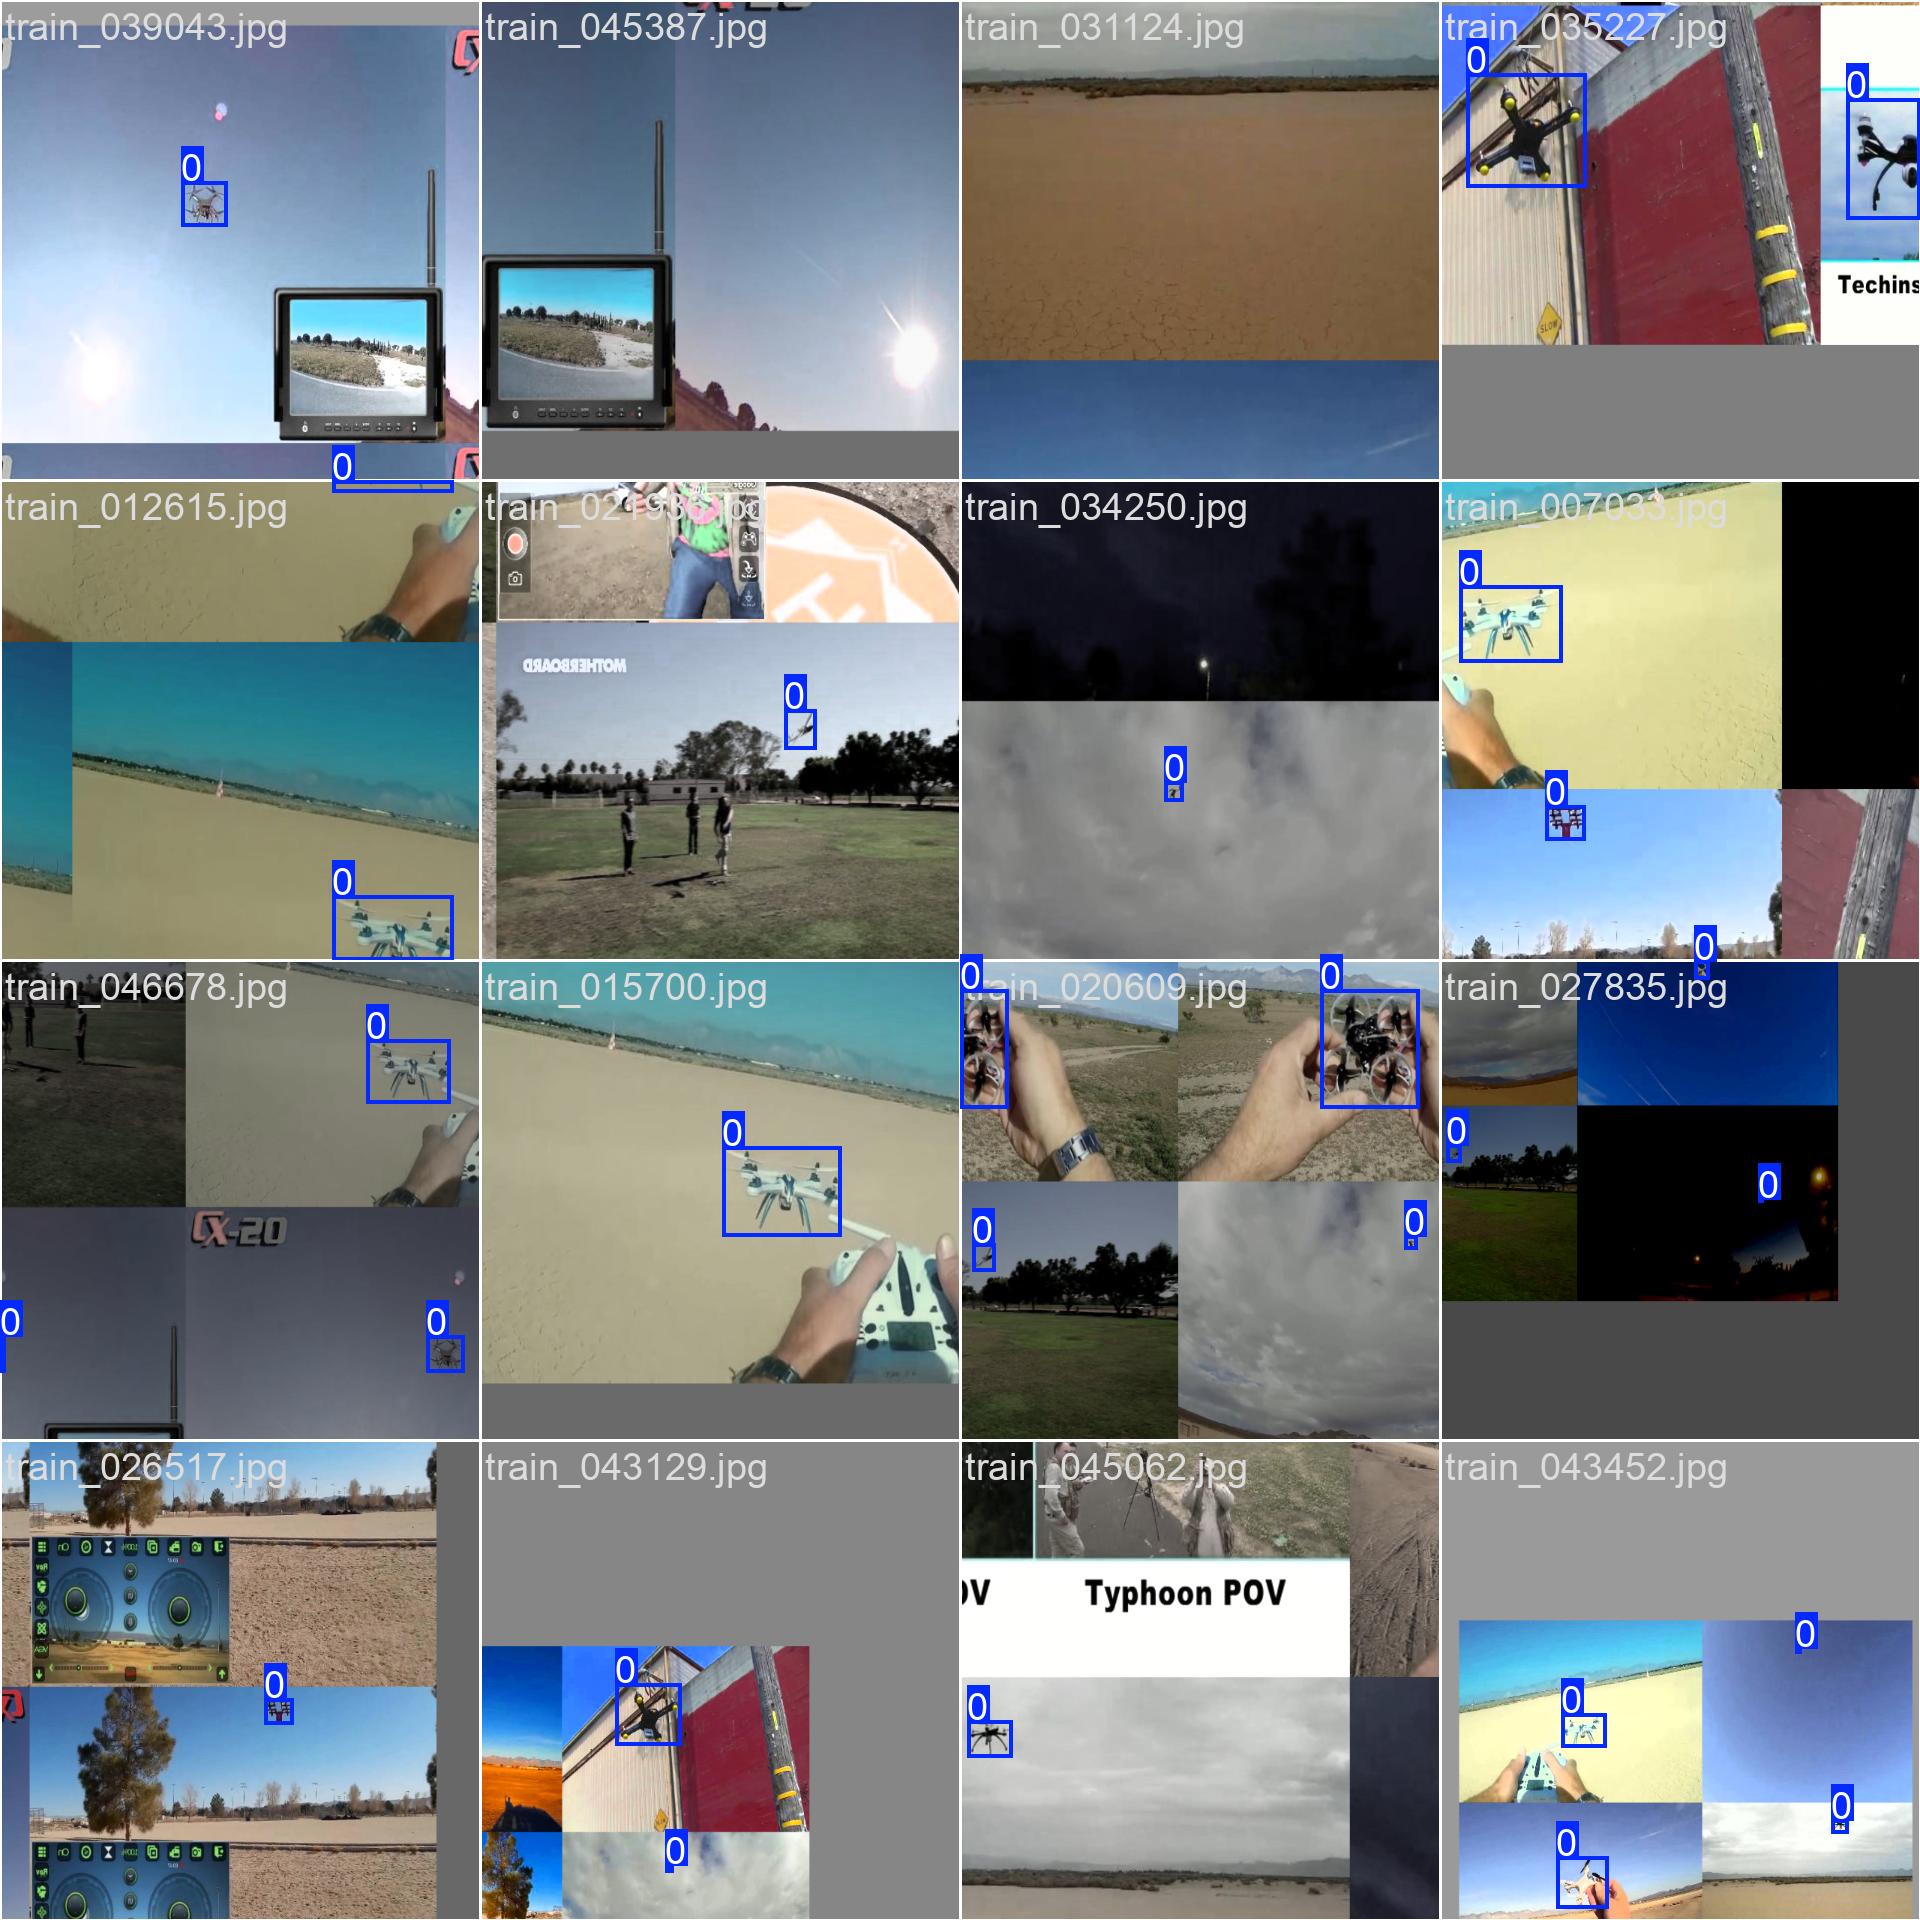 train_039043.jpg
train_045387.jpg
train_031124.jpg
train_035227.jpg
0
0
0
SLOW
Techins
0
train_012615.jpg
train_034250.jpg
train_007033.jpg
MOTHERBOARD
0
0
0
0
0
0
train_046678.jpg
train_015700.jpg
train_020609.jpg
train_027835.jpg
0
0
0
0
CX-20
0
0
0
0
0
0
train_026517.jpg
train_043129.jpg
train_045062.jpg
train_043452.jpg
OV
Typhoon POV
0
0
0
0
0
0
0
0